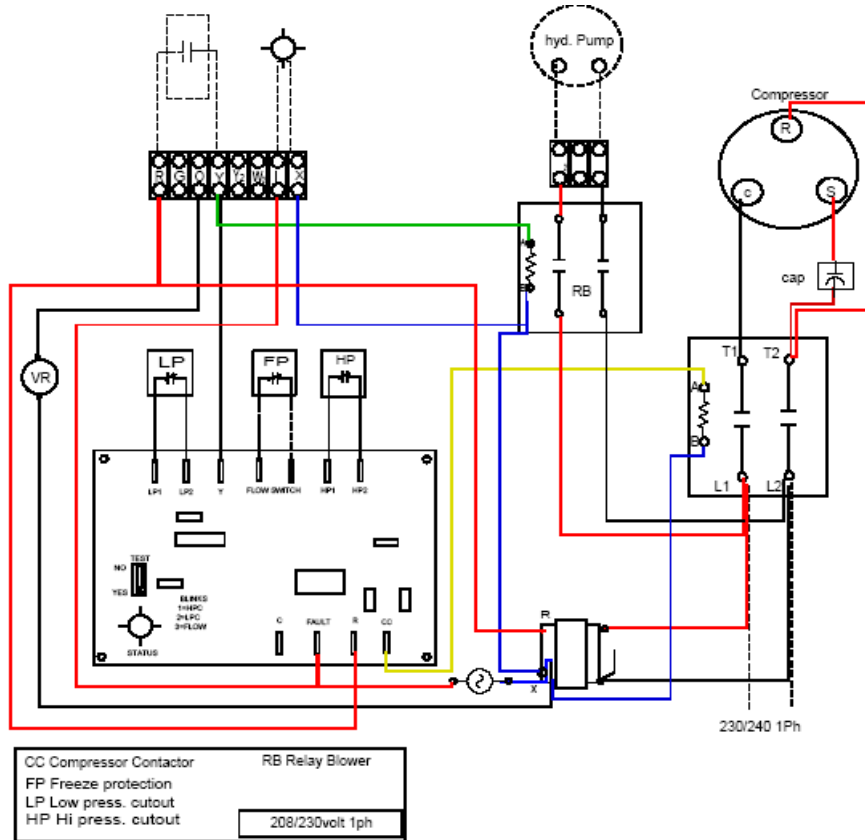 hyd. Pump
Compressor
R
c
S
R G O Y Y2 W L X
A
B
RB
cap
T1 T2
A
B
L1 L2
VR
LP
FP
HP
LP1 LP2 Y FLOW SWITCH HP1 HP2
TEST
NO
YES
BLINKS
1=HPC
2=LPC
3=FLOW
STATUS
C FAULT R CC
R
X
230/240 1Ph
CC Compressor Contactor RB Relay Blower
FP Freeze protection
LP Low press. cutout
HP Hi press. cutout 208/230volt 1ph